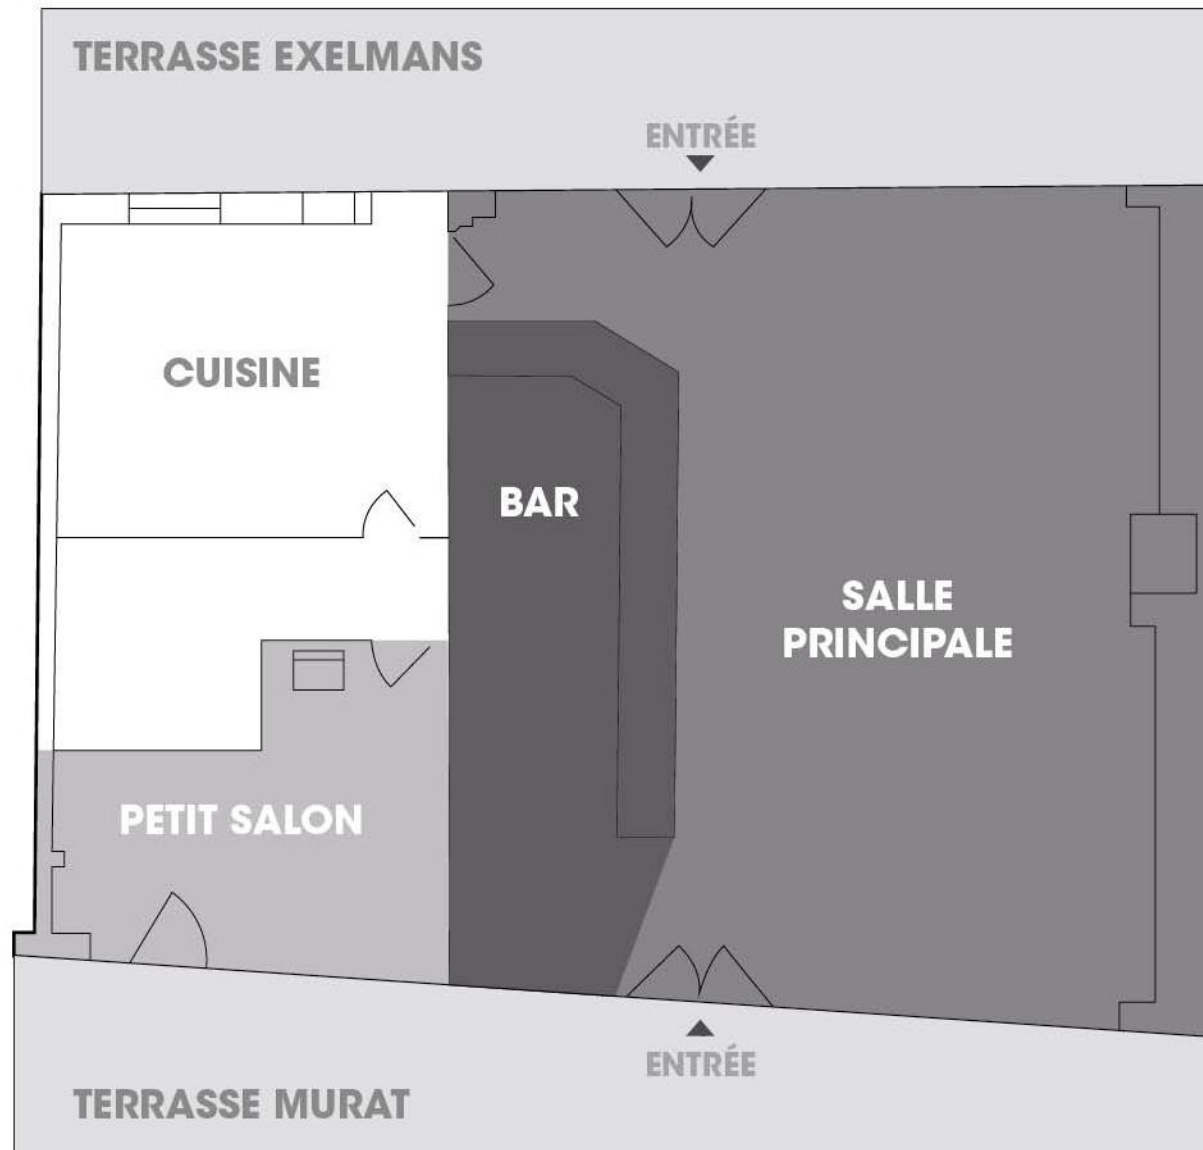 TERRASSE EXELMANS
ENTRÉE
CUISINE
BAR
SALLE
PRINCIPALE
PETIT SALON
ENTRÉE
TERRASSE MURAT